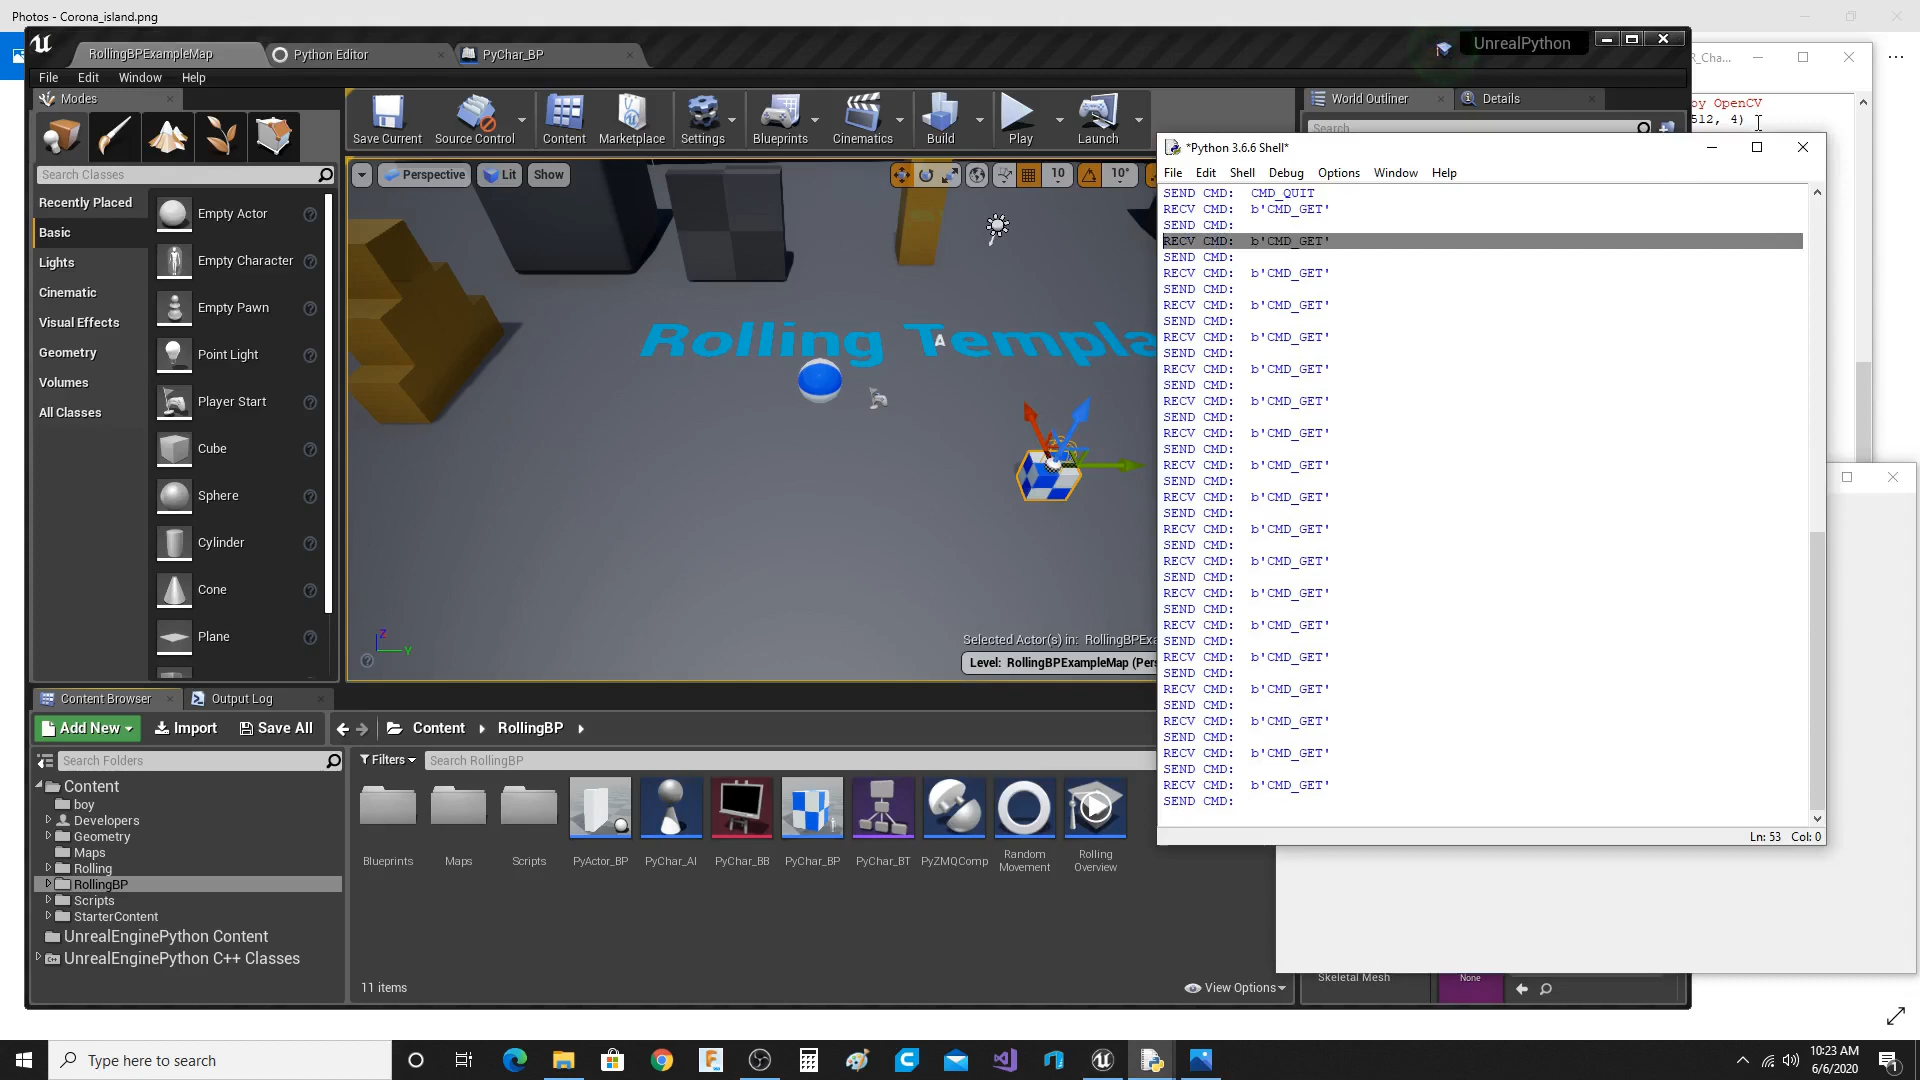 Photos - Corona_island.png
RollingBPExampleMap
Python Editor
PyChar_BP
UnrealPython
R_Cha...
File Edit Window Help
Modes
Search Classes
Recently Placed
Basic
Lights
Cinematic
Visual Effects
Geometry
Volumes
All Classes
Empty Actor
Empty Character
Empty Pawn
Point Light
Player Start
Cube
Sphere
Cylinder
Cone
Plane
Save Current
Source Control
Content
Marketplace
Settings
Blueprints
Cinematics
Build
Play
Launch
Perspective
Lit
Show
10
10°
Rolling Templa
A
Z
Y
Selected Actor(s) in: RollingBPExa
Level: RollingBPExampleMap (Pers
World Outliner
Details
Search
by OpenCV
512, 4)
*Python 3.6.6 Shell*
File Edit Shell Debug Options Window Help
SEND CMD: CMD_QUIT
RECV CMD: b'CMD_GET'
SEND CMD:
RECV CMD: b'CMD_GET'
SEND CMD:
RECV CMD: b'CMD_GET'
SEND CMD:
RECV CMD: b'CMD_GET'
SEND CMD:
RECV CMD: b'CMD_GET'
SEND CMD:
RECV CMD: b'CMD_GET'
SEND CMD:
RECV CMD: b'CMD_GET'
SEND CMD:
RECV CMD: b'CMD_GET'
SEND CMD:
RECV CMD: b'CMD_GET'
SEND CMD:
RECV CMD: b'CMD_GET'
SEND CMD:
RECV CMD: b'CMD_GET'
SEND CMD:
RECV CMD: b'CMD_GET'
SEND CMD:
RECV CMD: b'CMD_GET'
SEND CMD:
RECV CMD: b'CMD_GET'
SEND CMD:
RECV CMD: b'CMD_GET'
SEND CMD:
RECV CMD: b'CMD_GET'
SEND CMD:
RECV CMD: b'CMD_GET'
SEND CMD:
RECV CMD: b'CMD_GET'
SEND CMD:
RECV CMD: b'CMD_GET'
SEND CMD:
Ln: 53 Col: 0
Content Browser
Output Log
Add New
Import
Save All
Content
RollingBP
Search Folders
Filters
Search RollingBP
Content
boy
Developers
Geometry
Maps
Rolling
RollingBP
Scripts
StarterContent
UnrealEnginePython Content
UnrealEnginePython C++ Classes
Blueprints
Maps
Scripts
PyActor_BP
PyChar_AI
PyChar_BB
PyChar_BP
PyChar_BT
PyZMQComp
Random
Movement
Rolling
Overview
11 items
View Options
Skeletal Mesh
None
Type here to search
10:23 AM
6/6/2020
1